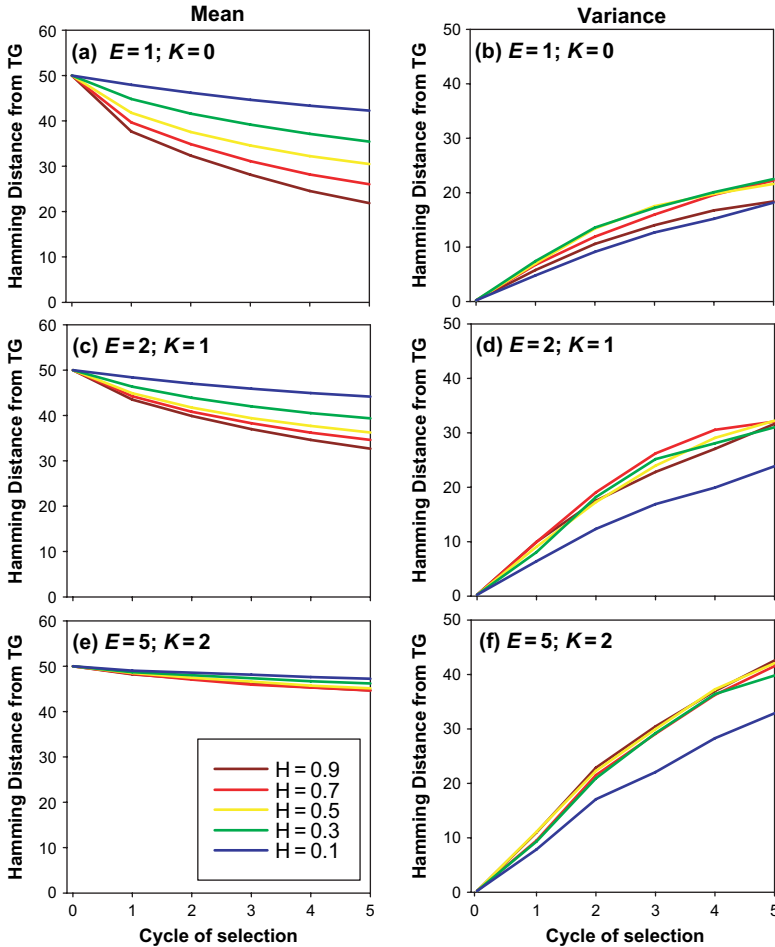 Mean
Variance
Hamming Distance from TG
60
50
40
30
20
10
0
(a) E=1; K=0
Hamming Distance from TG
50
40
30
20
10
0
(b) E=1; K=0
Hamming Distance from TG
60
50
40
30
20
10
0
(c) E=2; K=1
Hamming Distance from TG
50
40
30
20
10
0
(d) E=2; K=1
Hamming Distance from TG
60
50
40
30
20
10
0
(e) E=5; K=2
H=0.9
H=0.7
H=0.5
H=0.3
H=0.1
0 1 2 3 4 5
Cycle of selection
Hamming Distance from TG
50
40
30
20
10
0
(f) E=5; K=2
0 1 2 3 4 5
Cycle of selection